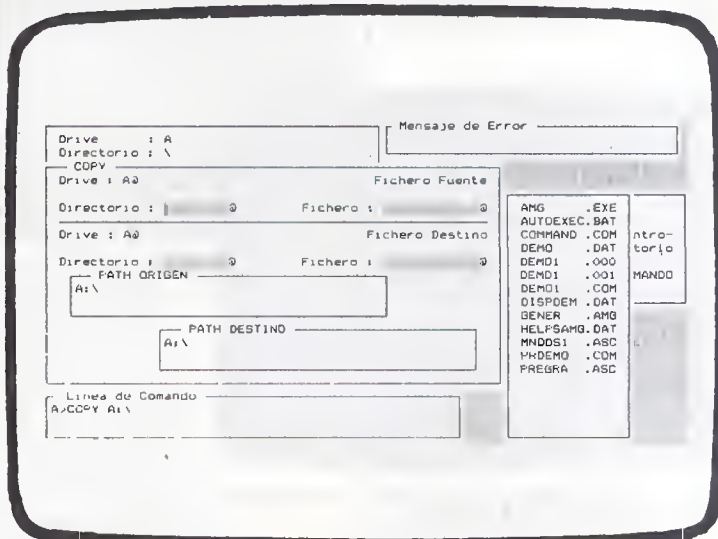 Drive : A
Directorio : \
Mensaje de Error
COPY
Drive : A@ Fichero Fuente
Directorio : @ Fichero : @
Drive : A@ Fichero Destino
Directorio : @ Fichero : @
PATH ORIGEN
A:\
PATH DESTINO
A:\
Linea de Comando
A>COPY A:\
AMG .EXE
AUTOEXEC.BAT
COMMAND .COM
DEMO .DAT
DEMO1 .000
DEMO1 .001
DEMO1 .COM
DISPDEM .DAT
GENER .AMG
HELPSAMG.DAT
MNDDS1 .ASC
PRDEMO .COM
PREGRA .ASC
ntro-
torio
MANDO